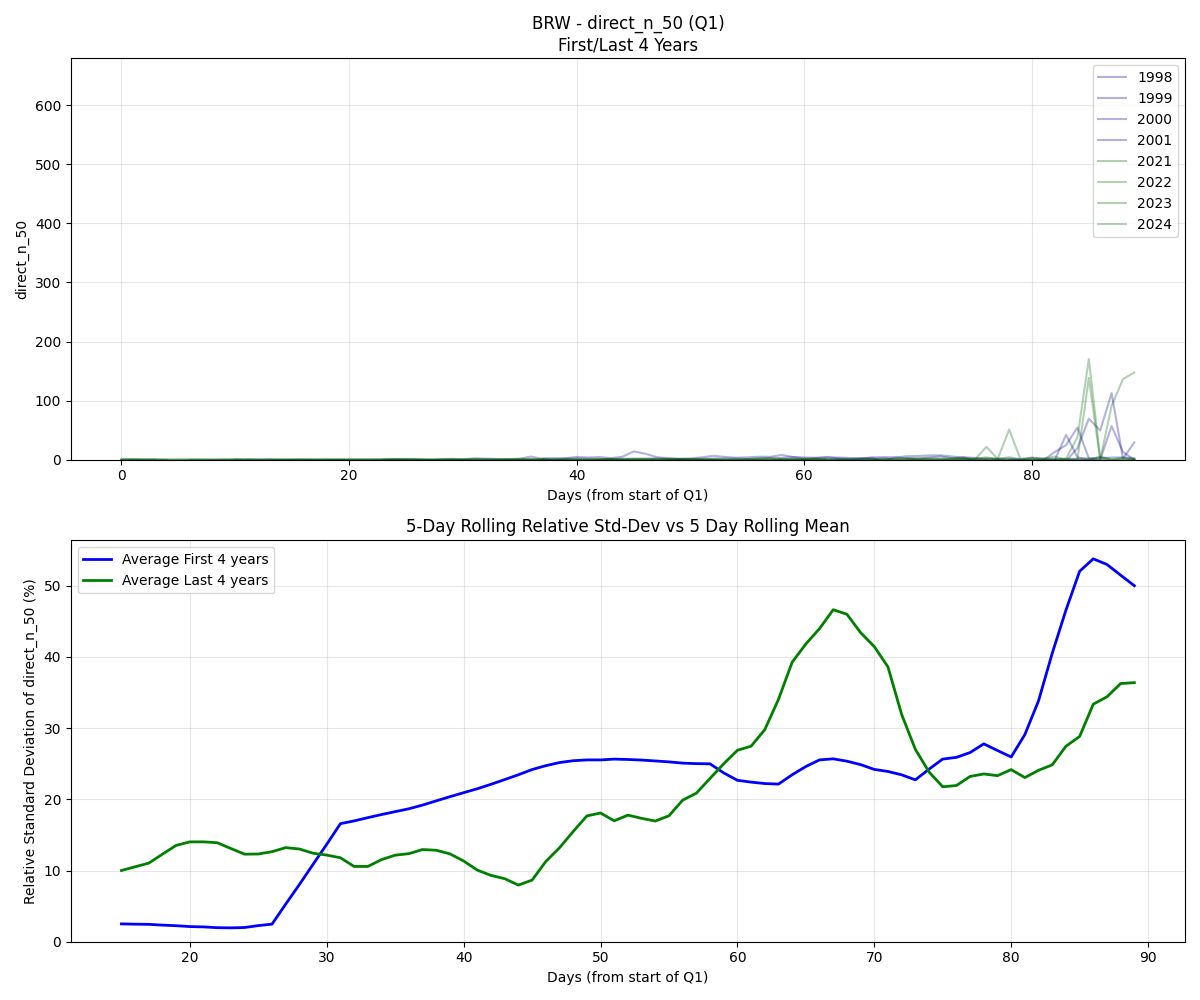 BRW - direct_n_50 (Q1)
First/Last 4 Years
direct_n_50
600
500
400
300
200
100
0
1998
1999
2000
2001
2021
2022
2023
2024
0 20 40 60 80
Days (from start of Q1)
5-Day Rolling Relative Std-Dev vs 5 Day Rolling Mean
Relative Standard Deviation of direct_n_50 (%)
Average First 4 years
Average Last 4 years
50
40
30
20
10
0
20 30 40 50 60 70 80 90
Days (from start of Q1)